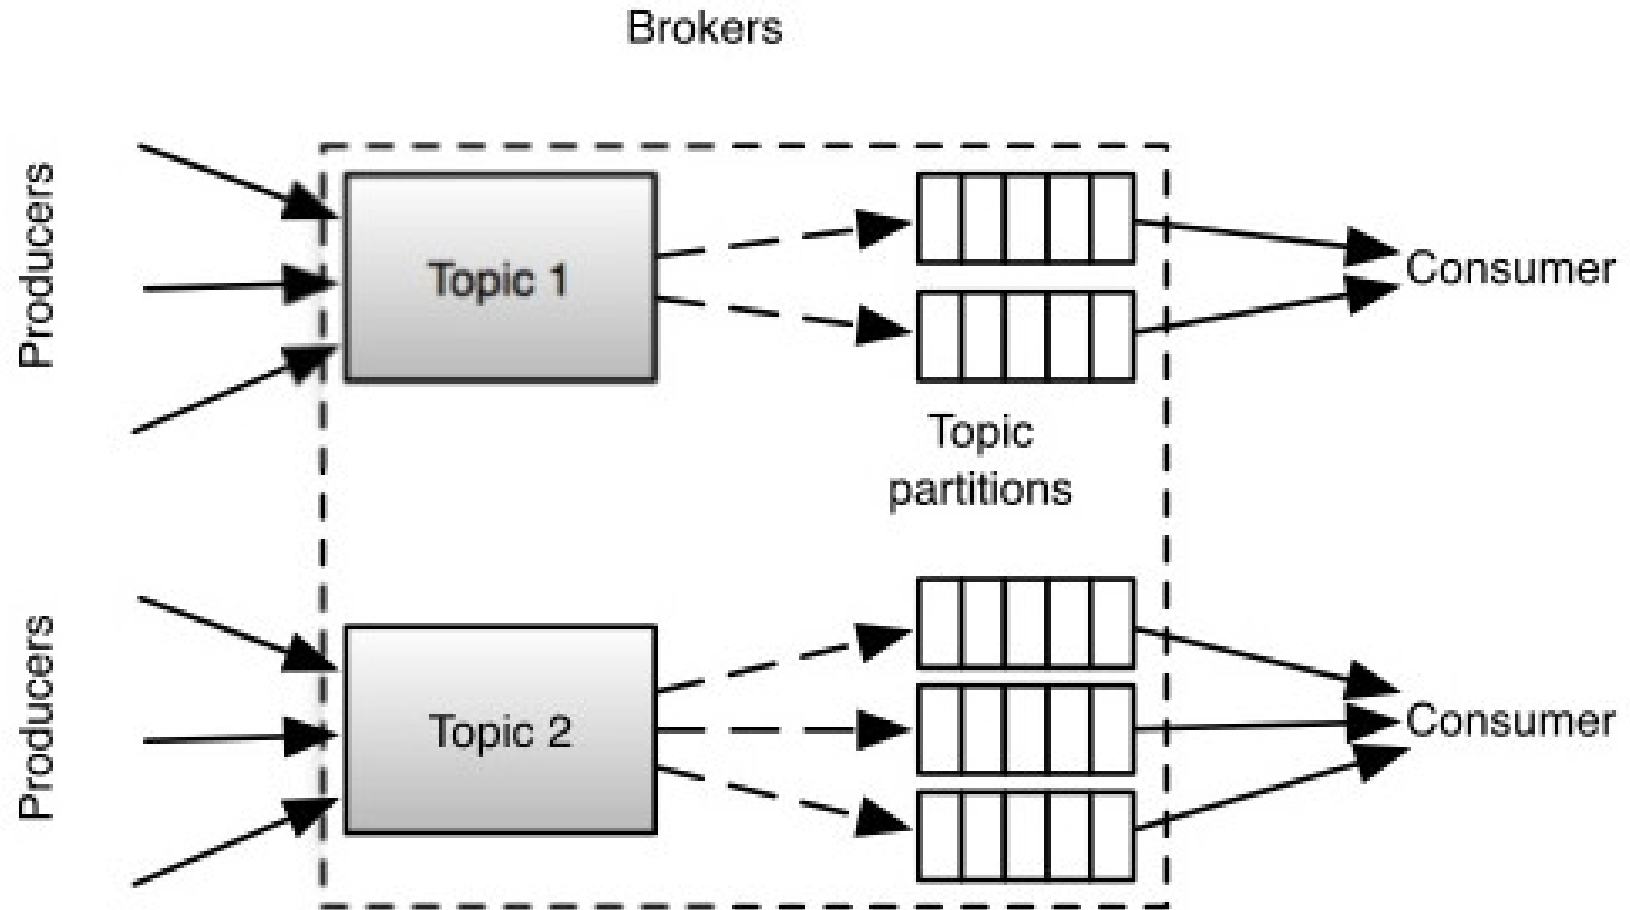 Brokers
Producers
Topic 1
Consumer
Topic
partitions
Producers
Topic 2
Consumer